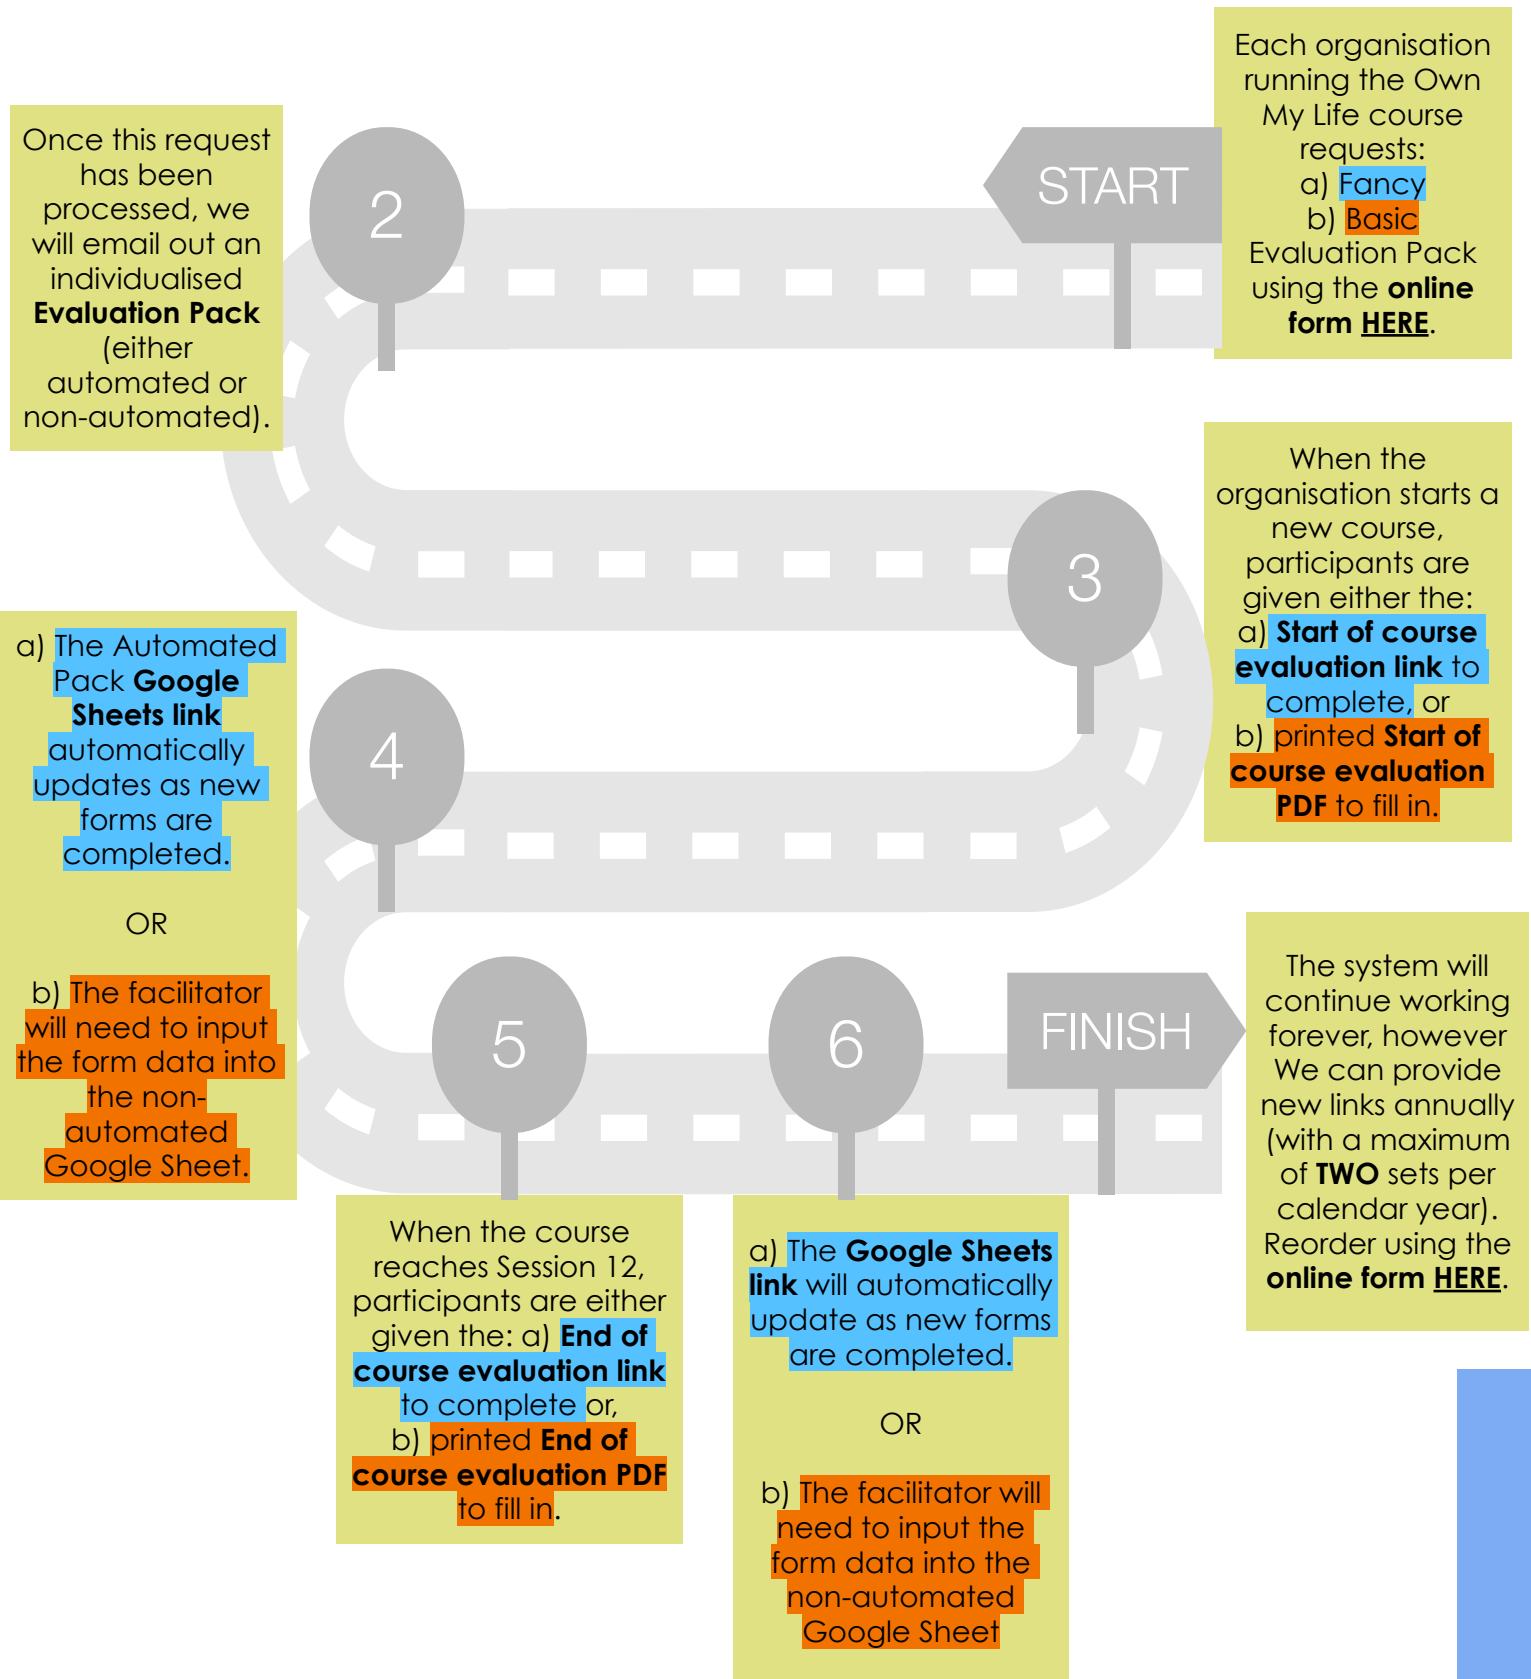 START
Each organisation
running the Own
My Life course
requests:
a) Fancy
b) Basic
Evaluation Pack
using the online
form HERE.
2
Once this request
has been
processed, we
will email out an
individualised
Evaluation Pack
(either
automated or
non-automated).
3
When the
organisation starts a
new course,
participants are
given either the:
a) Start of course
evaluation link to
complete, or
b) printed Start of
course evaluation
PDF to fill in.
4
a) The Automated
Pack Google
Sheets link
automatically
updates as new
forms are
completed.
OR
b) The facilitator
will need to input
the form data into
the non-
automated
Google Sheet.
5
When the course
reaches Session 12,
participants are either
given the: a) End of
course evaluation link
to complete or,
b) printed End of
course evaluation PDF
to fill in.
6
a) The Google Sheets
link will automatically
update as new forms
are completed.
OR
b) The facilitator will
need to input the
form data into the
non-automated
Google Sheet
FINISH
The system will
continue working
forever, however
We can provide
new links annually
(with a maximum
of TWO sets per
calendar year).
Reorder using the
online form HERE.